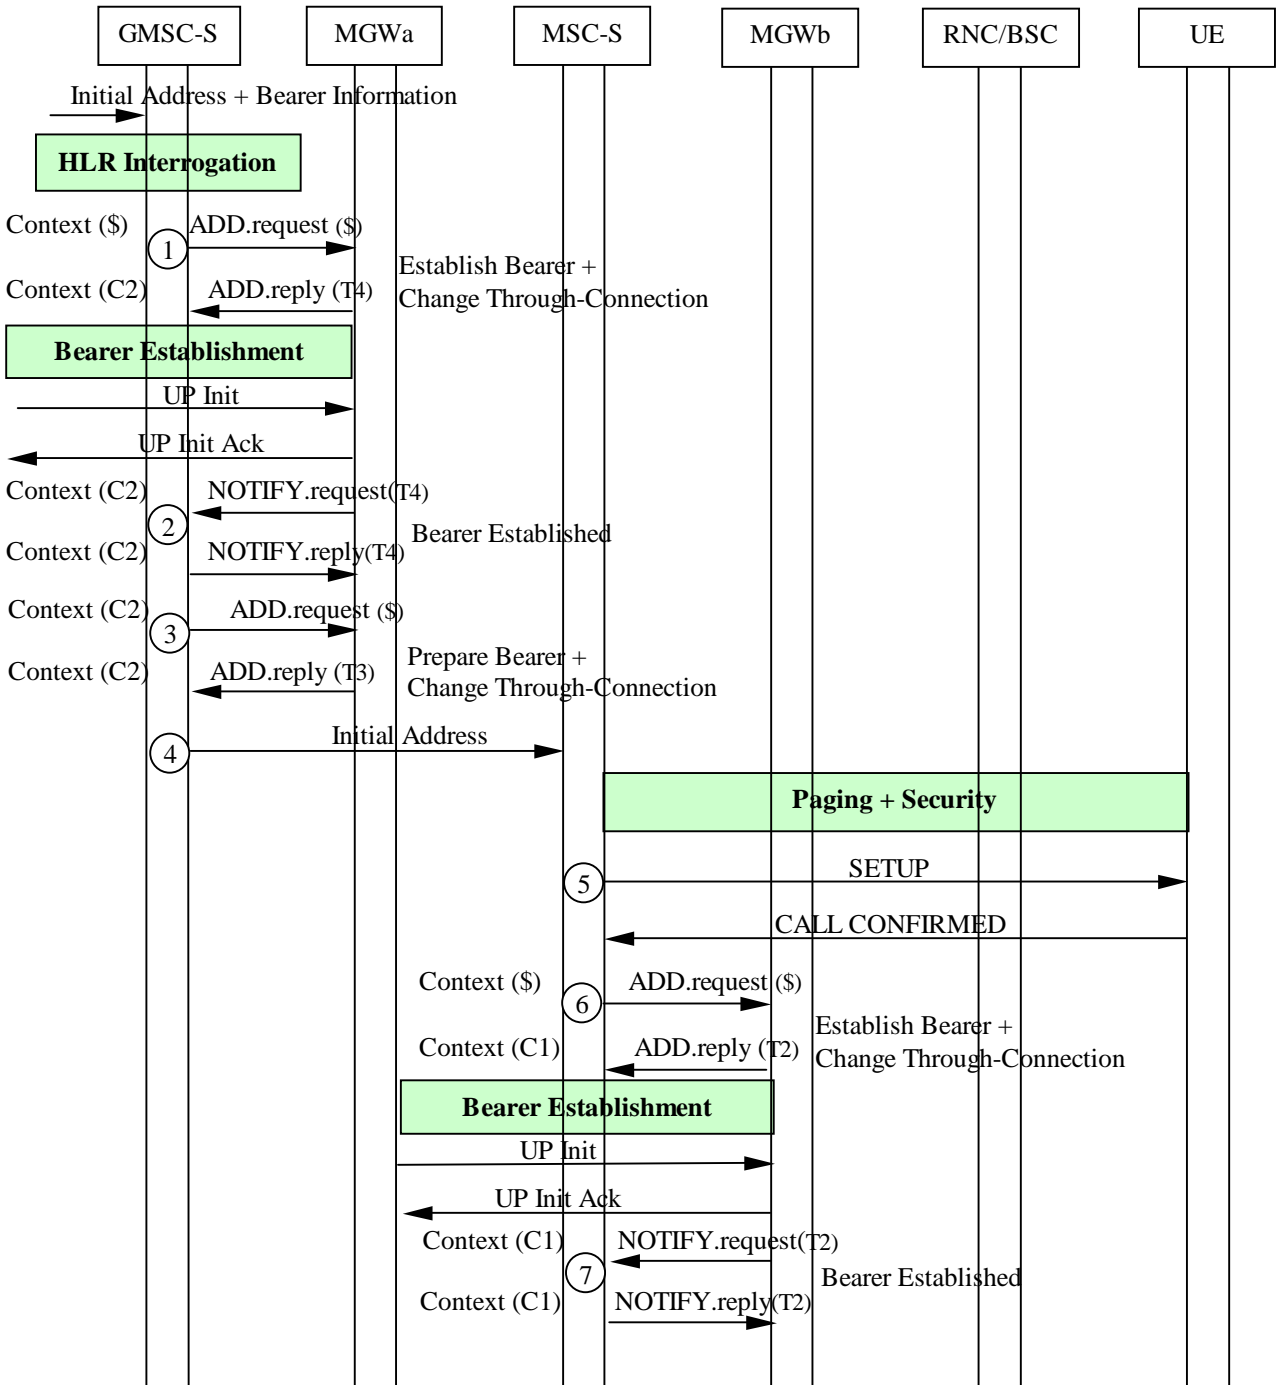 GMSC-S
MGWa
MSC-S
MGWb
RNC/BSC
UE
Initial Address + Bearer Information
HLR Interrogation
Context ($)
1
ADD.request ($)
Establish Bearer +
Change Through-Connection
Context (C2)
ADD.reply (T4)
Bearer Establishment
UP Init
UP Init Ack
Context (C2)
NOTIFY.request(T4)
2
Bearer Established
Context (C2)
NOTIFY.reply(T4)
Context (C2)
3
ADD.request ($)
Prepare Bearer +
Change Through-Connection
Context (C2)
ADD.reply (T3)
4
Initial Address
Paging + Security
5
SETUP
CALL CONFIRMED
Context ($)
6
ADD.request ($)
Establish Bearer +
Change Through-Connection
Context (C1)
ADD.reply (T2)
Bearer Establishment
UP Init
UP Init Ack
Context (C1)
NOTIFY.request(T2)
7
Bearer Established
Context (C1)
NOTIFY.reply(T2)